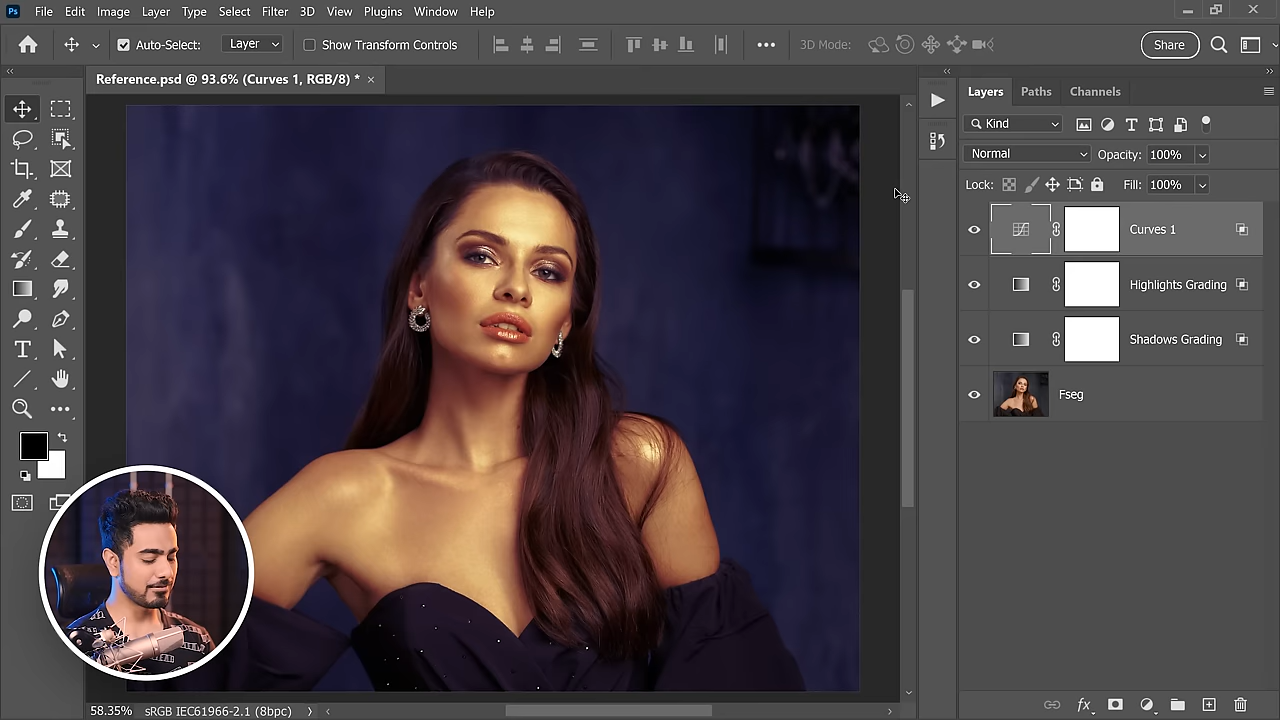 Ps File Edit Image Layer Type Select Filter 3D View Plugins Window Help
Auto-Select: Layer Show Transform Controls 3D Mode: Share
Reference.psd @ 93.6% (Curves 1, RGB/8) * ×
Layers Paths Channels
Kind
Normal Opacity: 100%
Lock: Fill: 100%
Curves 1
Highlights Grading
Shadows Grading
Fseg
58.35% sRGB IEC61966-2.1 (8bpc)
fx